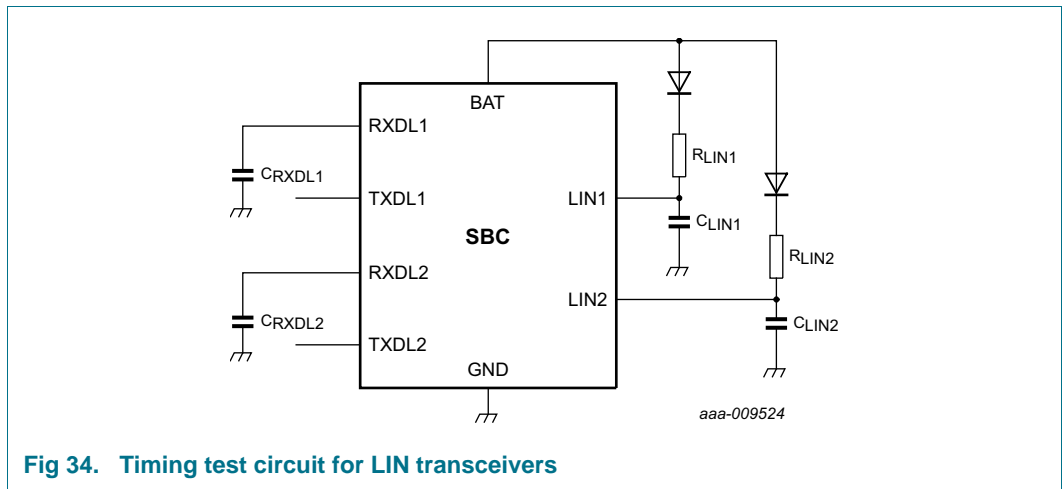 BAT
RXDL1
RLIN1
CRXDL1
TXDL1
LIN1
CLIN1
SBC
RXDL2
RLIN2
LIN2
CRXDL2
CLIN2
TXDL2
GND
aaa-009524
Fig 34. Timing test circuit for LIN transceivers